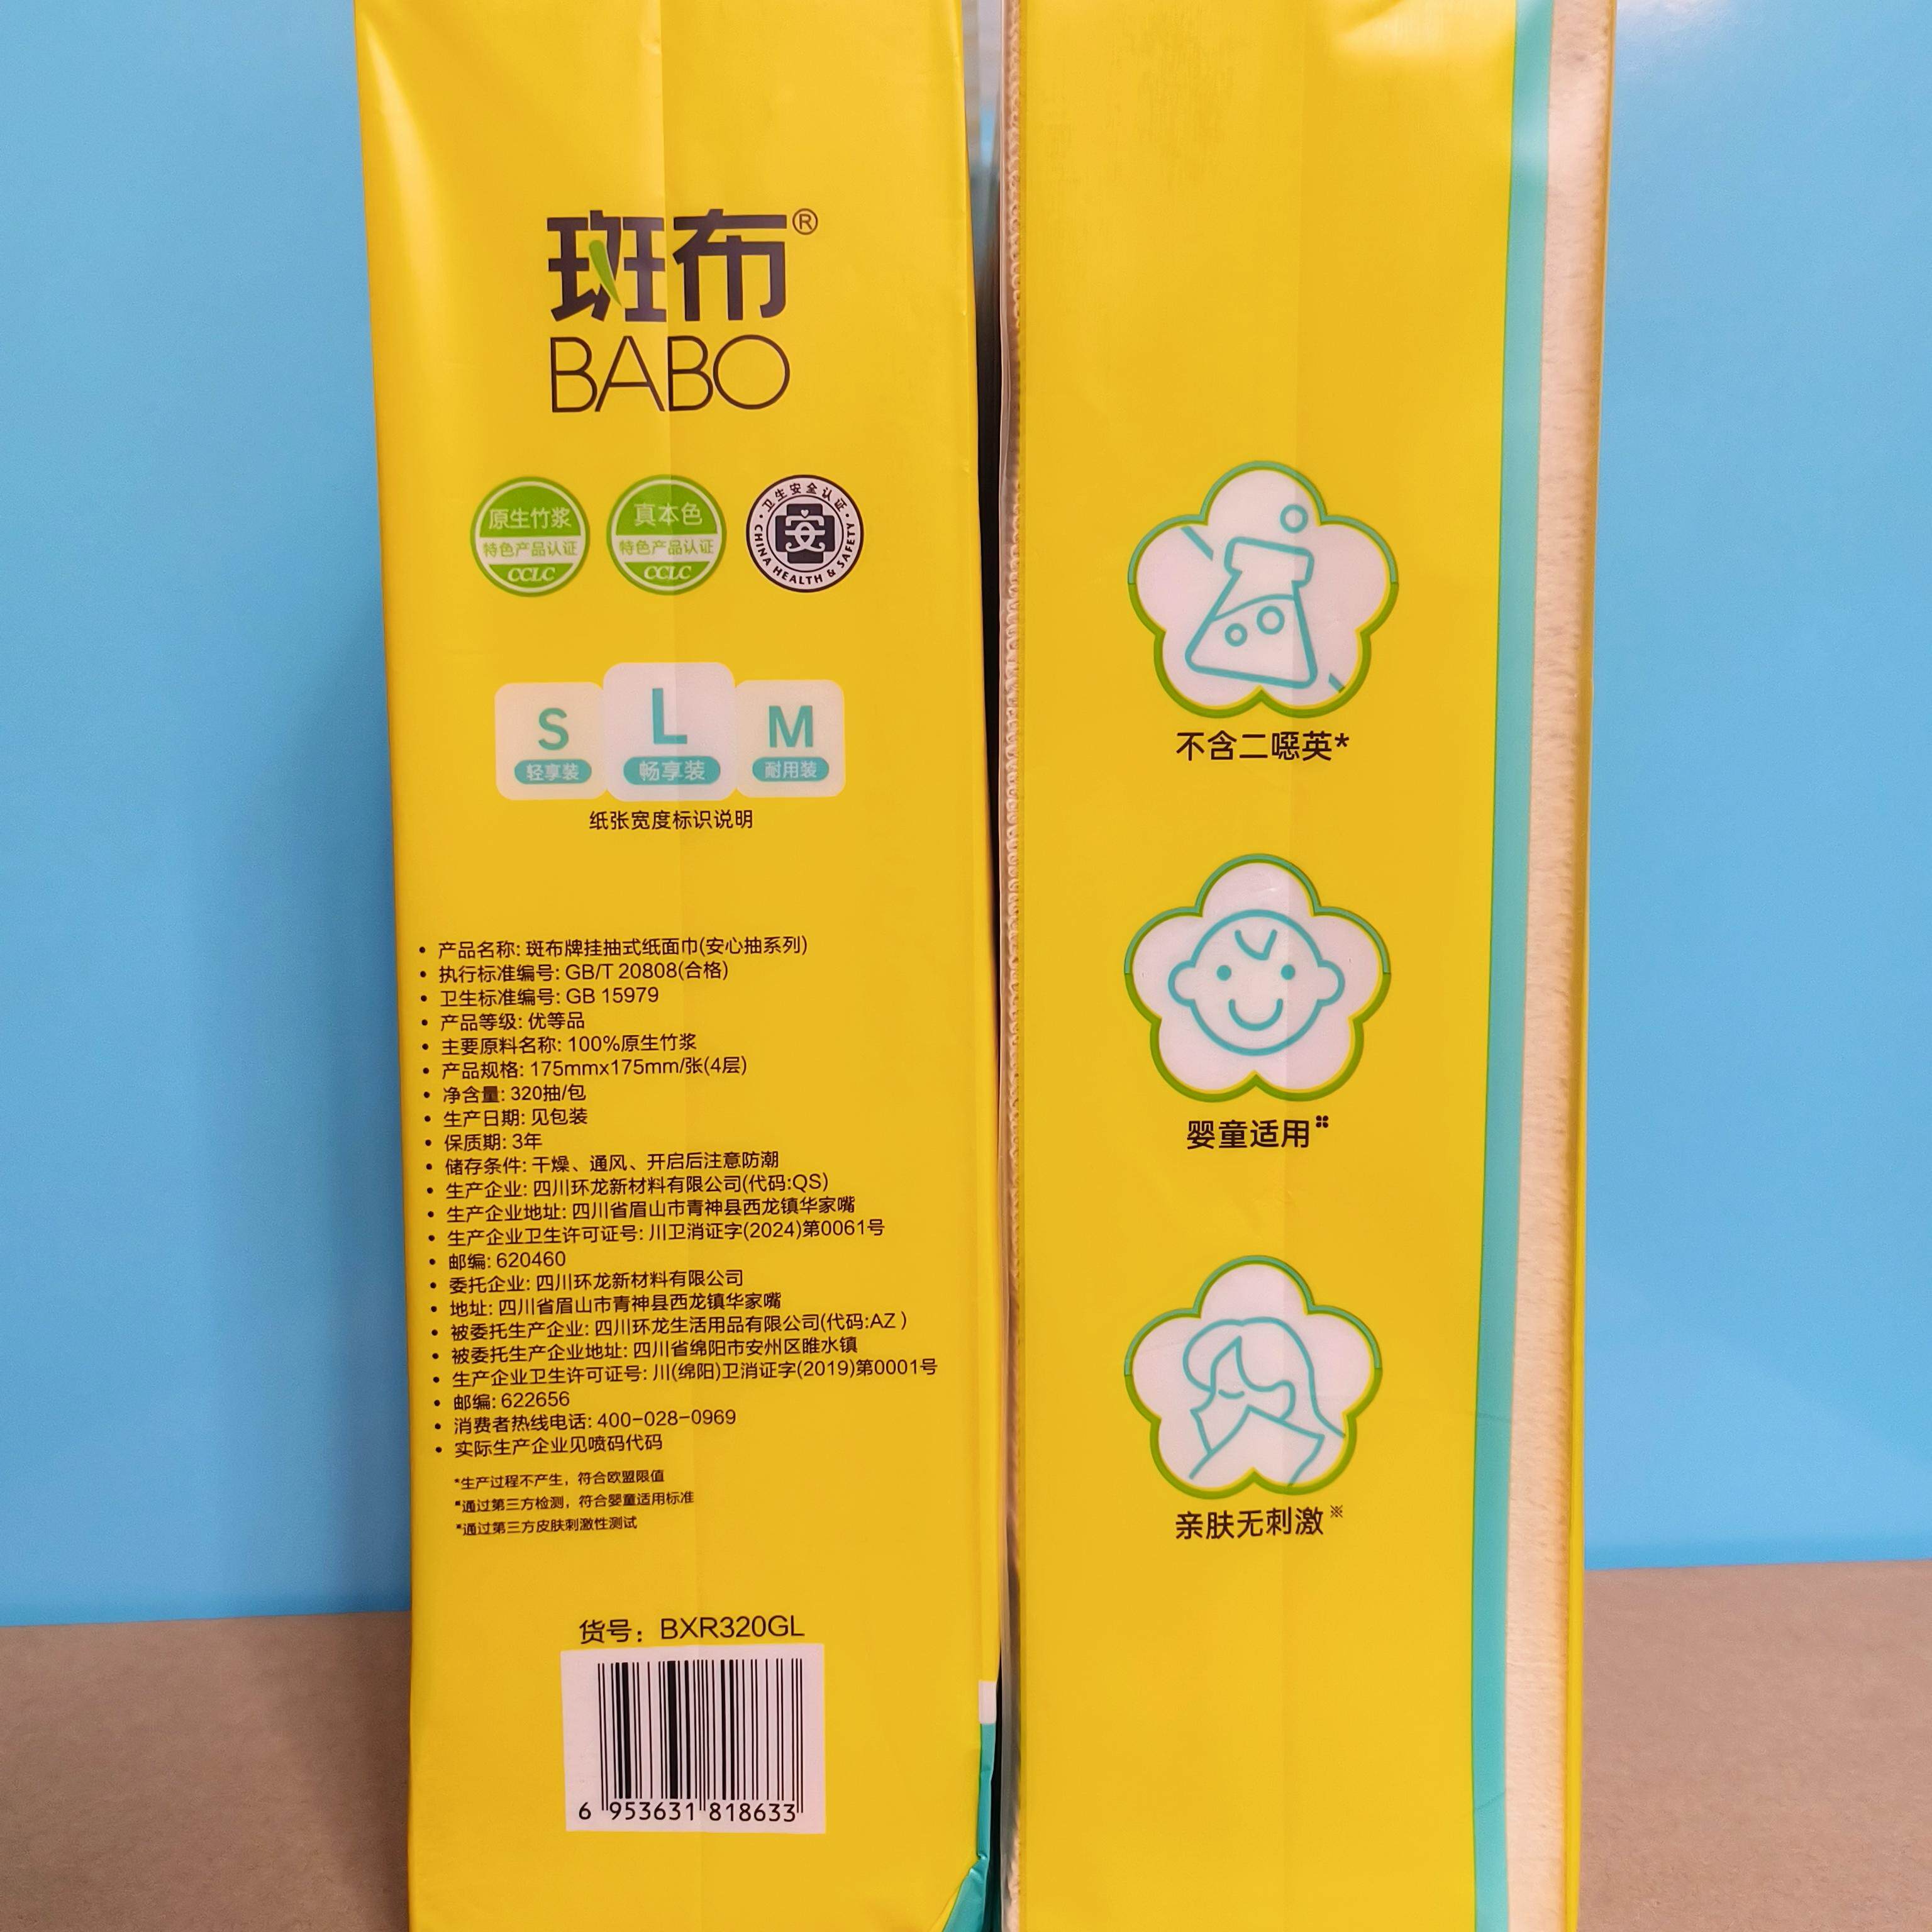 斑布®
BABO
原生竹浆
特色产品认证
CCLC
真本色
特色产品认证
CCLC
·卫生安全认证·
安
CHINA HEALTH & SAFETY
S
轻享装
L
畅享装
M
耐用装
纸张宽度标识说明
• 产品名称: 斑布牌挂抽式纸面巾(安心抽系列)
• 执行标准编号: GB/T 20808(合格)
• 卫生标准编号: GB 15979
• 产品等级: 优等品
• 主要原料名称: 100%原生竹浆
• 产品规格: 175mmx175mm/张(4层)
• 净含量: 320抽/包
• 生产日期: 见包装
• 保质期: 3年
• 储存条件: 干燥、通风、开启后注意防潮
• 生产企业: 四川环龙新材料有限公司(代码:QS)
• 生产企业地址: 四川省眉山市青神县西龙镇华家嘴
• 生产企业卫生许可证号: 川卫消证字(2024)第0061号
• 邮编: 620460
• 委托企业: 四川环龙新材料有限公司
• 地址: 四川省眉山市青神县西龙镇华家嘴
• 被委托生产企业: 四川环龙生活用品有限公司(代码:AZ )
• 被委托生产企业地址: 四川省绵阳市安州区睢水镇
• 生产企业卫生许可证号: 川(绵阳)卫消证字(2019)第0001号
• 邮编: 622656
• 消费者热线电话: 400-028-0969
• 实际生产企业见喷码代码
*生产过程不产生，符合欧盟限值
⌘通过第三方检测，符合婴童适用标准
※通过第三方皮肤刺激性测试
货号：BXR320GL
6 953631 818633
不含二噁英*
婴童适用⌘
亲肤无刺激※